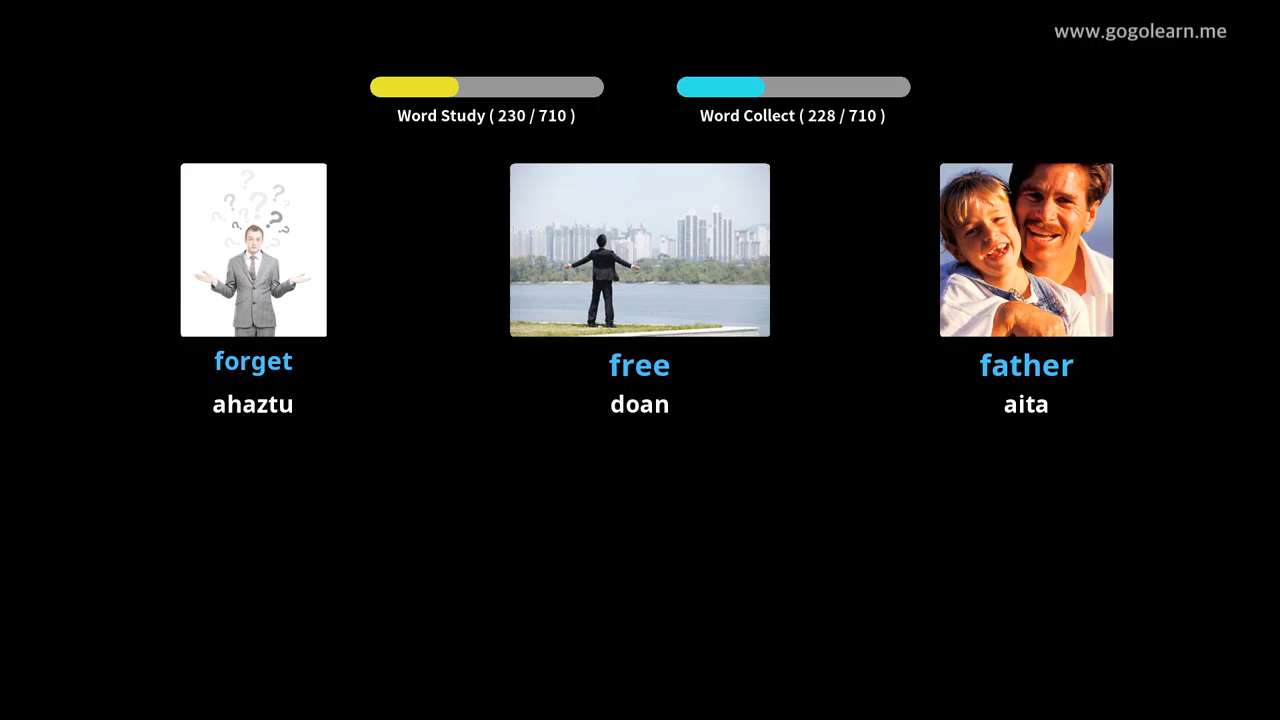 www.gogolearn.me
Word Study ( 230 / 710 )
Word Collect ( 228 / 710 )
forget
free
father
ahaztu
doan
aita